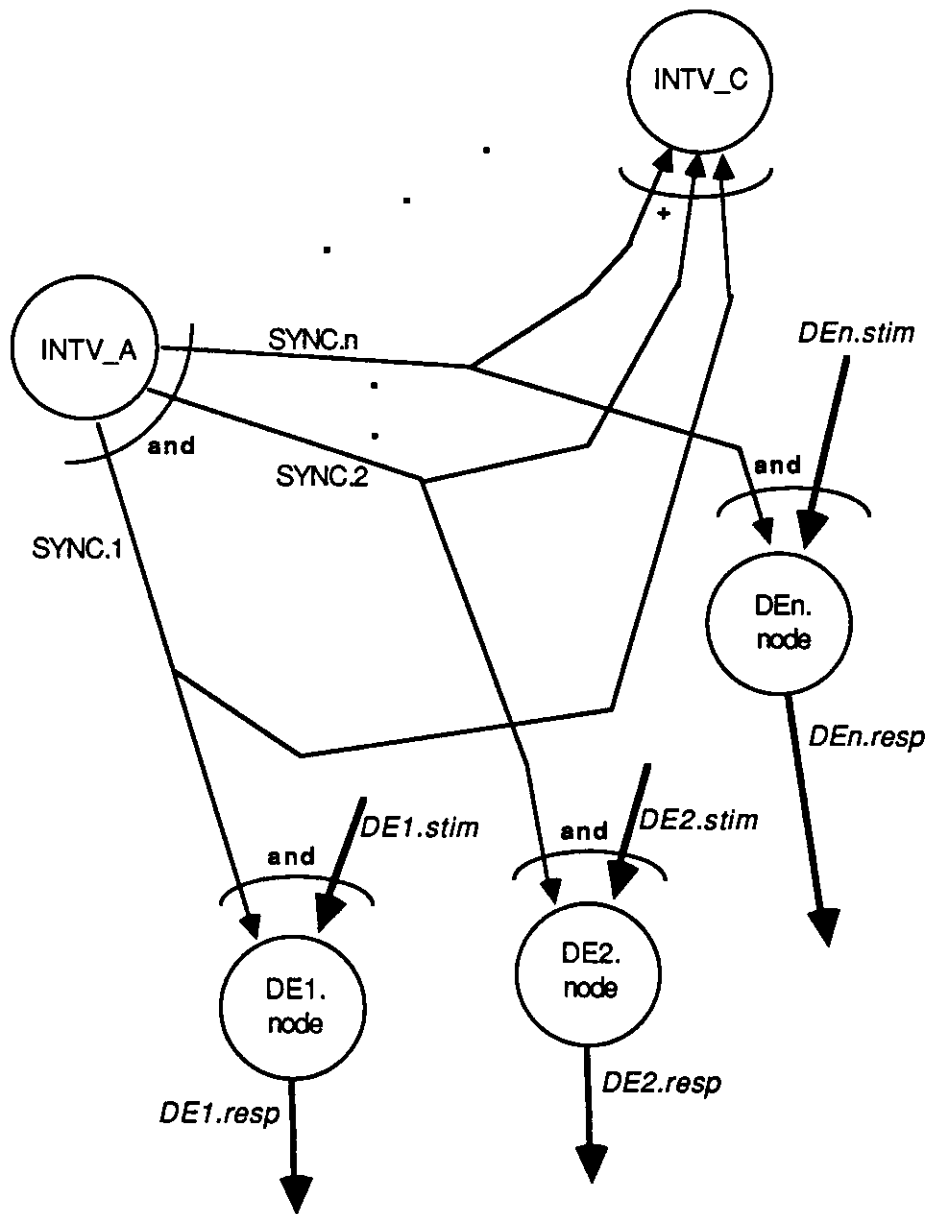 INTV_C
+
INTV_A
SYNC.n
DEn.stim
and
SYNC.2
and
SYNC.1
DEn.
node
DEn.resp
DE1.stim
DE2.stim
and
and
DE2.
node
DE1.
node
DE2.resp
DE1.resp